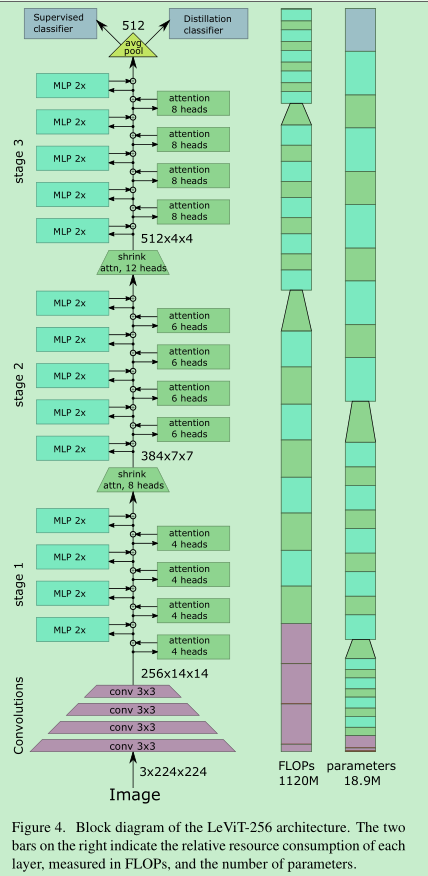 512
Supervised
classifier
Distillation
classifier
avg
pool
stage 3
MLP 2x
attention
8 heads
MLP 2x
attention
8 heads
MLP 2x
attention
8 heads
MLP 2x
attention
8 heads
MLP 2x
512x4x4
shrink
attn, 12 heads
stage 2
MLP 2x
attention
6 heads
MLP 2x
attention
6 heads
MLP 2x
attention
6 heads
MLP 2x
attention
6 heads
MLP 2x
384x7x7
shrink
attn, 8 heads
stage 1
MLP 2x
attention
4 heads
MLP 2x
attention
4 heads
MLP 2x
attention
4 heads
MLP 2x
attention
4 heads
256x14x14
Convolutions
conv 3x3
conv 3x3
conv 3x3
conv 3x3
3x224x224
Image
FLOPs
1120M
parameters
18.9M
Figure 4. Block diagram of the LeViT-256 architecture. The two
bars on the right indicate the relative resource consumption of each
layer, measured in FLOPs, and the number of parameters.